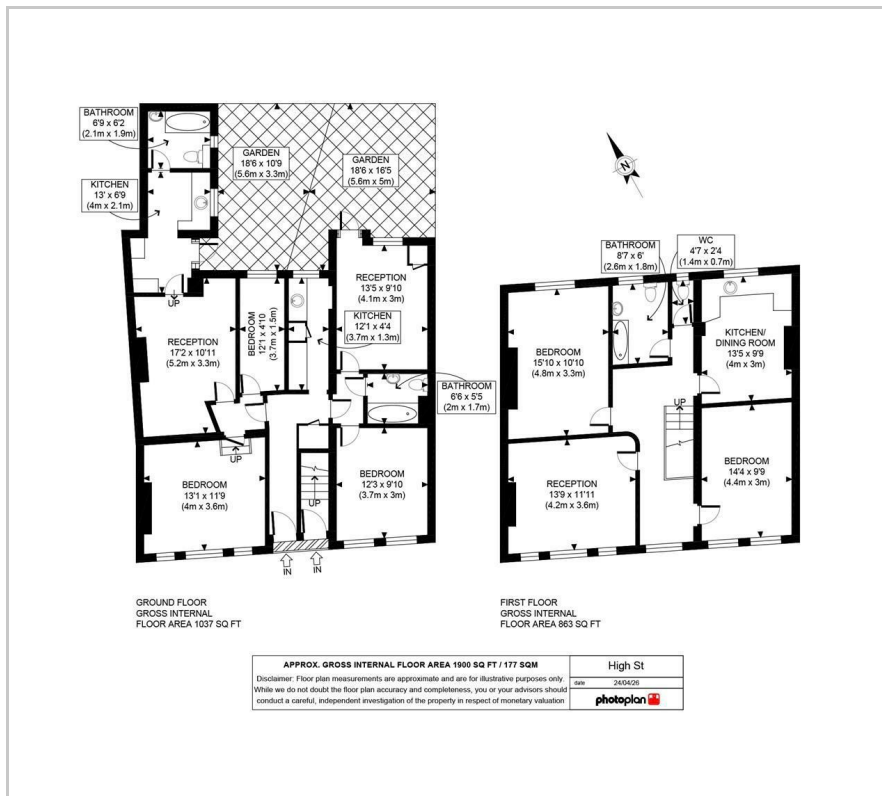 BATHROOM
6'9 x 6'2
(2.1m x 1.9m)
KITCHEN
13' x 6'9
(4m x 2.1m)
GARDEN
18'6 x 10'9
(5.6m x 3.3m)
GARDEN
18'6 x 16'5
(5.6m x 5m)
UP
RECEPTION
17'2 x 10'11
(5.2m x 3.3m)
BEDROOM
12'1 x 4'10
(3.7m x 1.5m)
RECEPTION
13'5 x 9'10
(4.1m x 3m)
KITCHEN
12'1 x 4'4
(3.7m x 1.3m)
BATHROOM
6'6 x 5'5
(2m x 1.7m)
UP
BEDROOM
13'1 x 11'9
(4m x 3.6m)
UP
BEDROOM
12'3 x 9'10
(3.7m x 3m)
IN
IN
GROUND FLOOR
GROSS INTERNAL
FLOOR AREA 1037 SQ FT
N
BATHROOM
8'7 x 6'
(2.6m x 1.8m)
WC
4'7 x 2'4
(1.4m x 0.7m)
BEDROOM
15'10 x 10'10
(4.8m x 3.3m)
KITCHEN/
DINING ROOM
13'5 x 9'9
(4m x 3m)
UP
RECEPTION
13'9 x 11'11
(4.2m x 3.6m)
BEDROOM
14'4 x 9'9
(4.4m x 3m)
FIRST FLOOR
GROSS INTERNAL
FLOOR AREA 863 SQ FT
APPROX. GROSS INTERNAL FLOOR AREA 1900 SQ FT / 177 SQM
Disclaimer: Floor plan measurements are approximate and are for illustrative purposes only.
While we do not doubt the floor plan accuracy and completeness, you or your advisors should
conduct a careful, independent investigation of the property in respect of monetary valuation
High St
date 24/04/26
photoplan